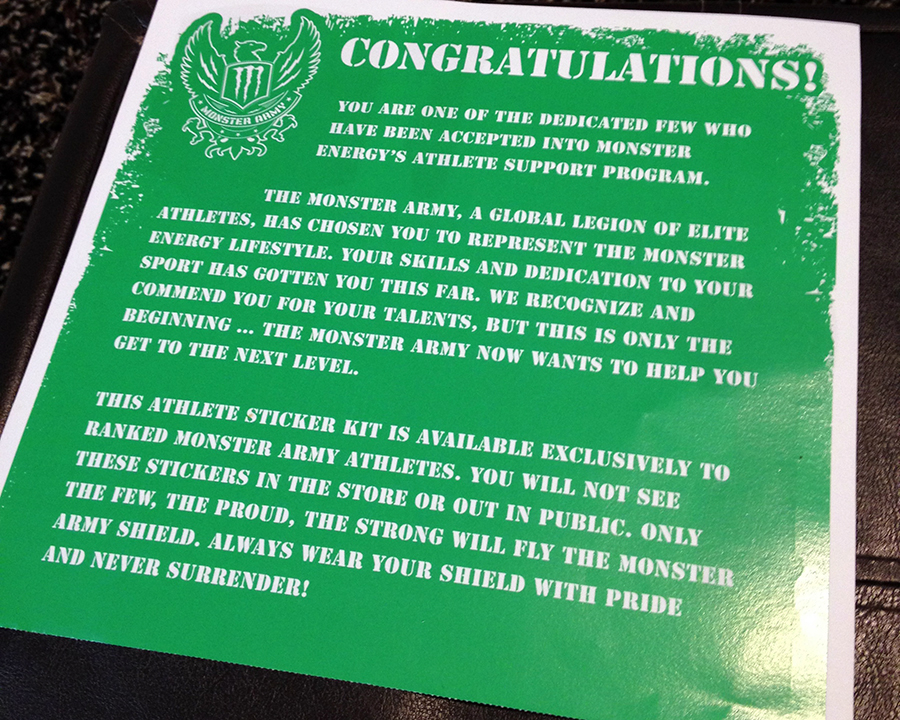 CONGRATULATIONS!
MONSTER ARMY
YOU ARE ONE OF THE DEDICATED FEW WHO
HAVE BEEN ACCEPTED INTO MONSTER
ENERGY'S ATHLETE SUPPORT PROGRAM.
THE MONSTER ARMY, A GLOBAL LEGION OF ELITE
ATHLETES, HAS CHOSEN YOU TO REPRESENT THE MONSTER
ENERGY LIFESTYLE. YOUR SKILLS AND DEDICATION TO YOUR
SPORT HAS GOTTEN YOU THIS FAR. WE RECOGNIZE AND
COMMEND YOU FOR YOUR TALENTS, BUT THIS IS ONLY THE
BEGINNING ... THE MONSTER ARMY NOW WANTS TO HELP YOU
GET TO THE NEXT LEVEL.
THIS ATHLETE STICKER KIT IS AVAILABLE EXCLUSIVELY TO
RANKED MONSTER ARMY ATHLETES. YOU WILL NOT SEE
THESE STICKERS IN THE STORE OR OUT IN PUBLIC. ONLY
THE FEW, THE PROUD, THE STRONG WILL FLY THE MONSTER
ARMY SHIELD. ALWAYS WEAR YOUR SHIELD WITH PRIDE
AND NEVER SURRENDER!